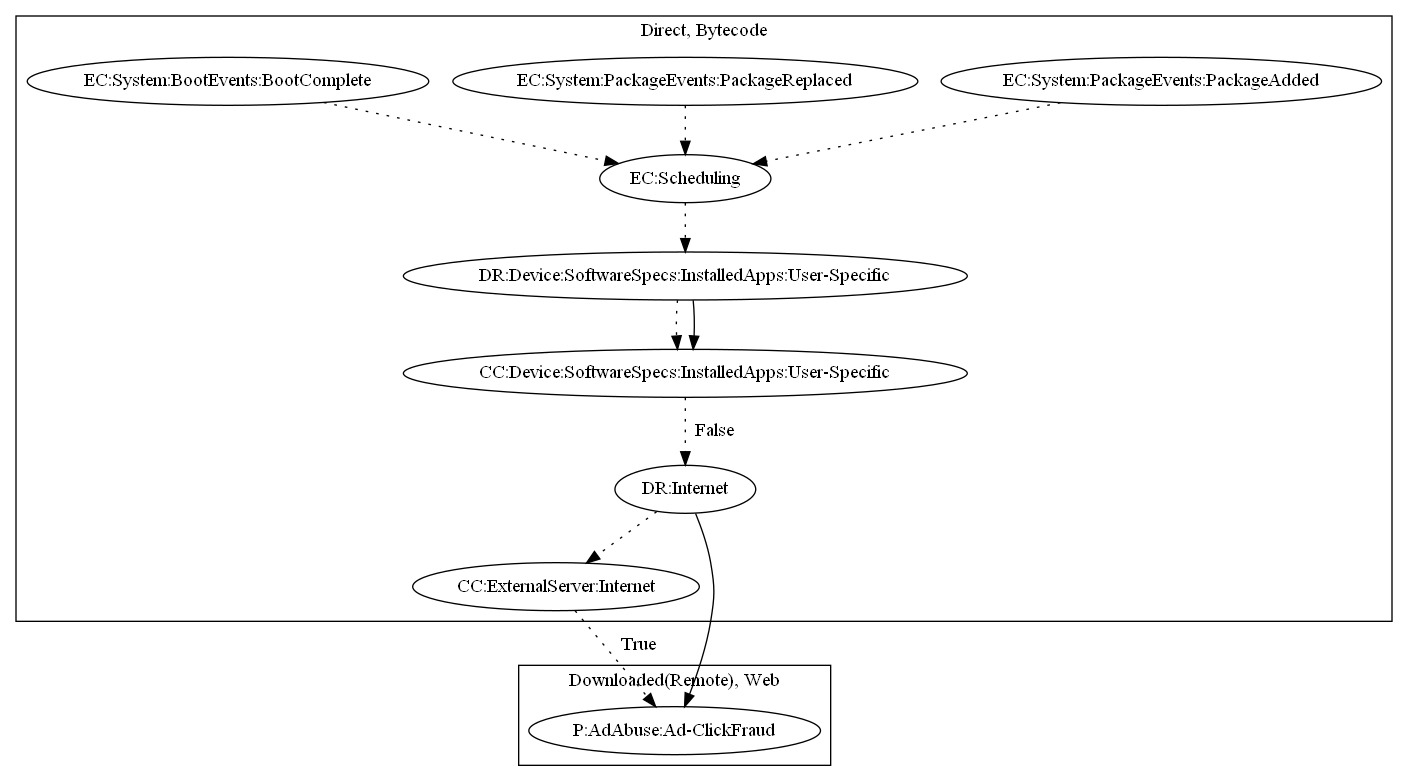 Direct, Bytecode
EC:System:BootEvents:BootComplete
EC:System:PackageEvents:PackageReplaced
EC:System:PackageEvents:PackageAdded
EC:Scheduling
DR:Device:SoftwareSpecs:InstalledApps:User-Specific
CC:Device:SoftwareSpecs:InstalledApps:User-Specific
False
DR:Internet
CC:ExternalServer:Internet
True
Downloaded(Remote), Web
P:AdAbuse:Ad-ClickFraud